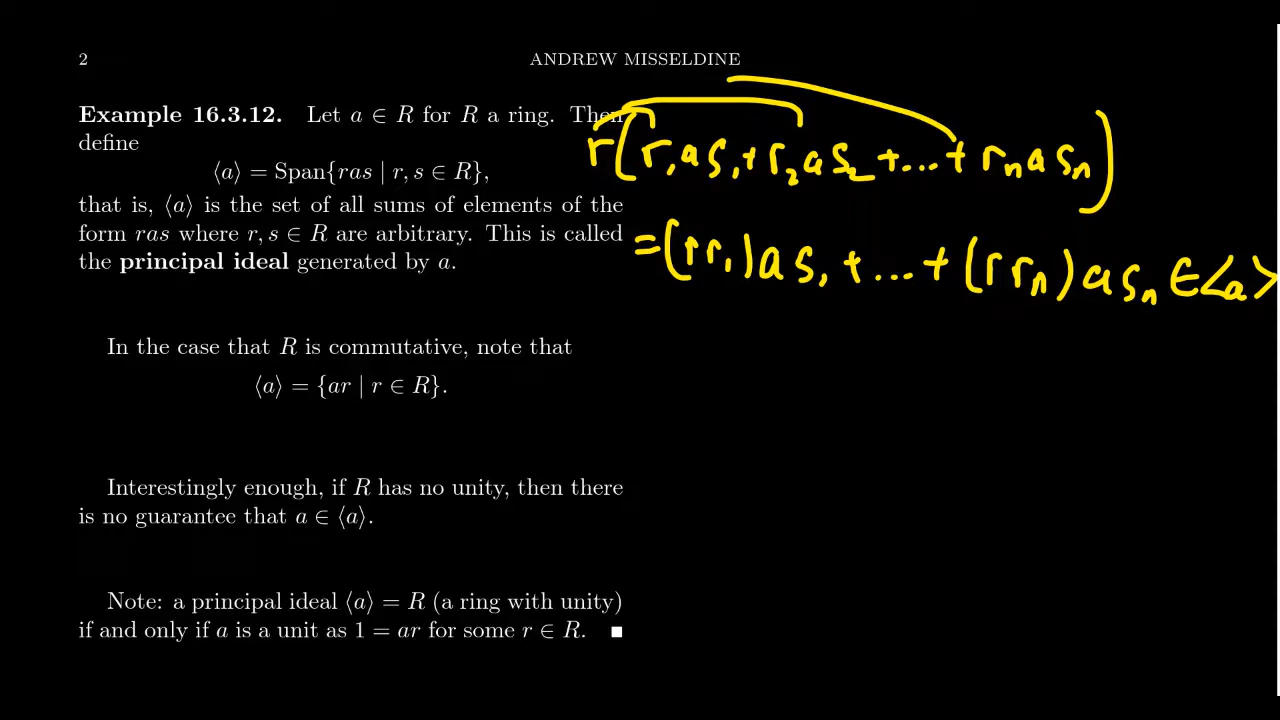 2 ANDREW MISSELDINE
Example 16.3.12. Let a ∈ R for R a ring. Then
define
⟨a⟩ = Span{ras | r, s ∈ R},
that is, ⟨a⟩ is the set of all sums of elements of the
form ras where r, s ∈ R are arbitrary. This is called
the principal ideal generated by a.
In the case that R is commutative, note that
⟨a⟩ = {ar | r ∈ R}.
Interestingly enough, if R has no unity, then there
is no guarantee that a ∈ ⟨a⟩.
Note: a principal ideal ⟨a⟩ = R (a ring with unity)
if and only if a is a unit as 1 = ar for some r ∈ R. ■
r(r₁as₁+r₂as₂+...+rₙasₙ)
=(rr₁)as₁+...+(rrₙ)asₙ∈<a>